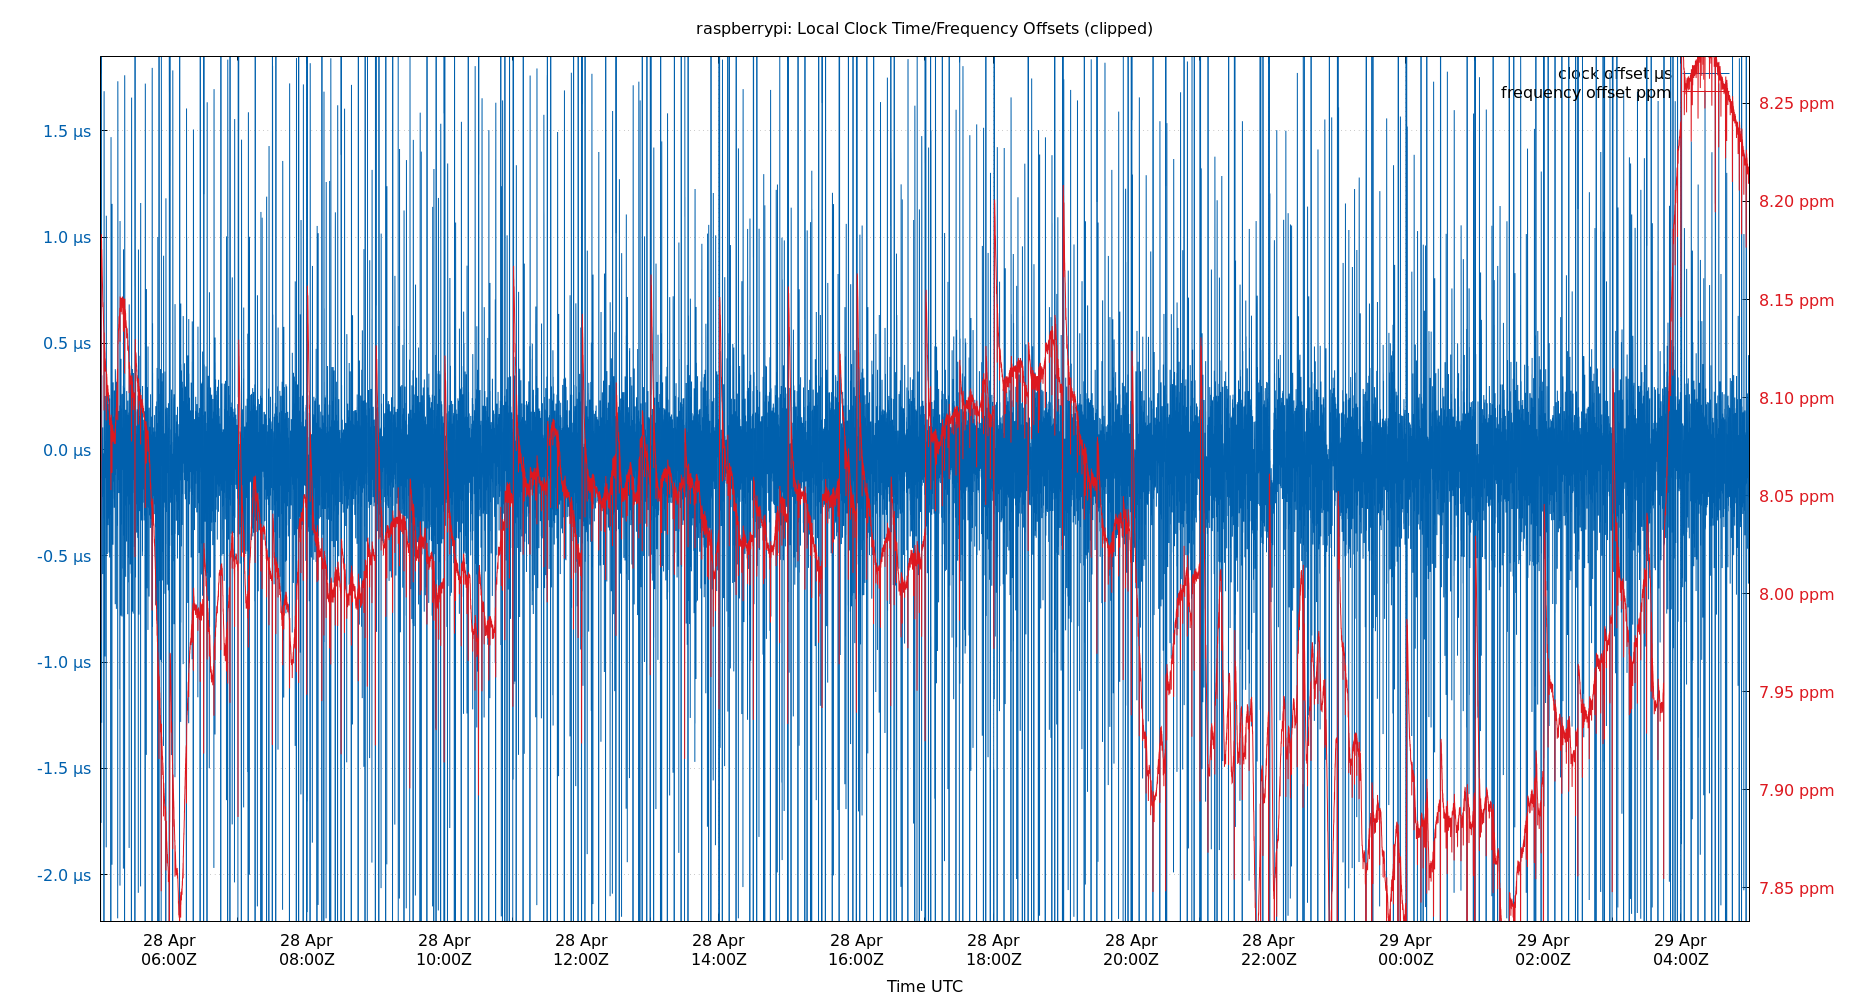 raspberrypi: Local Clock Time/Frequency Offsets (clipped)
clock offset µs
frequency offset ppm
1.5 µs
1.0 µs
0.5 µs
0.0 µs
-0.5 µs
-1.0 µs
-1.5 µs
-2.0 µs
8.25 ppm
8.20 ppm
8.15 ppm
8.10 ppm
8.05 ppm
8.00 ppm
7.95 ppm
7.90 ppm
7.85 ppm
28 Apr 28 Apr 28 Apr 28 Apr 28 Apr 28 Apr 28 Apr 28 Apr 28 Apr 29 Apr 29 Apr 29 Apr
06:00Z 08:00Z 10:00Z 12:00Z 14:00Z 16:00Z 18:00Z 20:00Z 22:00Z 00:00Z 02:00Z 04:00Z
Time UTC